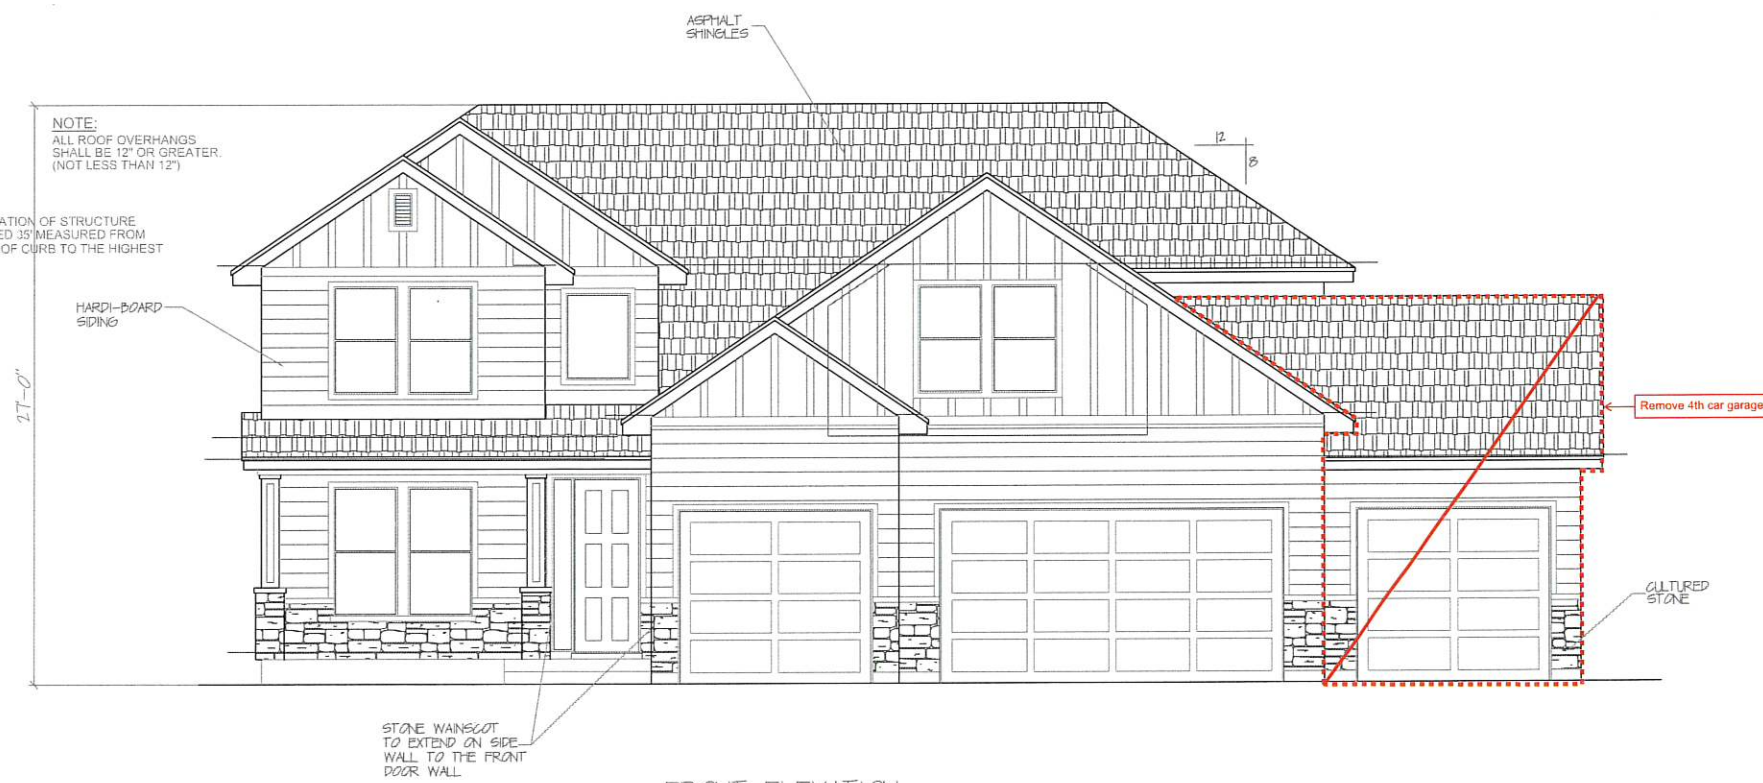 ASPHALT
SHINGLES
NOTE:
ALL ROOF OVERHANGS
SHALL BE 12" OR GREATER.
(NOT LESS THAN 12")
12
8
ATION OF STRUCTURE
ED 35' MEASURED FROM
OF CURB TO THE HIGHEST
HARDI-BOARD
SIDING
27'-0"
Remove 4th car garage
CULTURED
STONE
STONE WAINSCOT
TO EXTEND ON SIDE
WALL TO THE FRONT
DOOR WALL